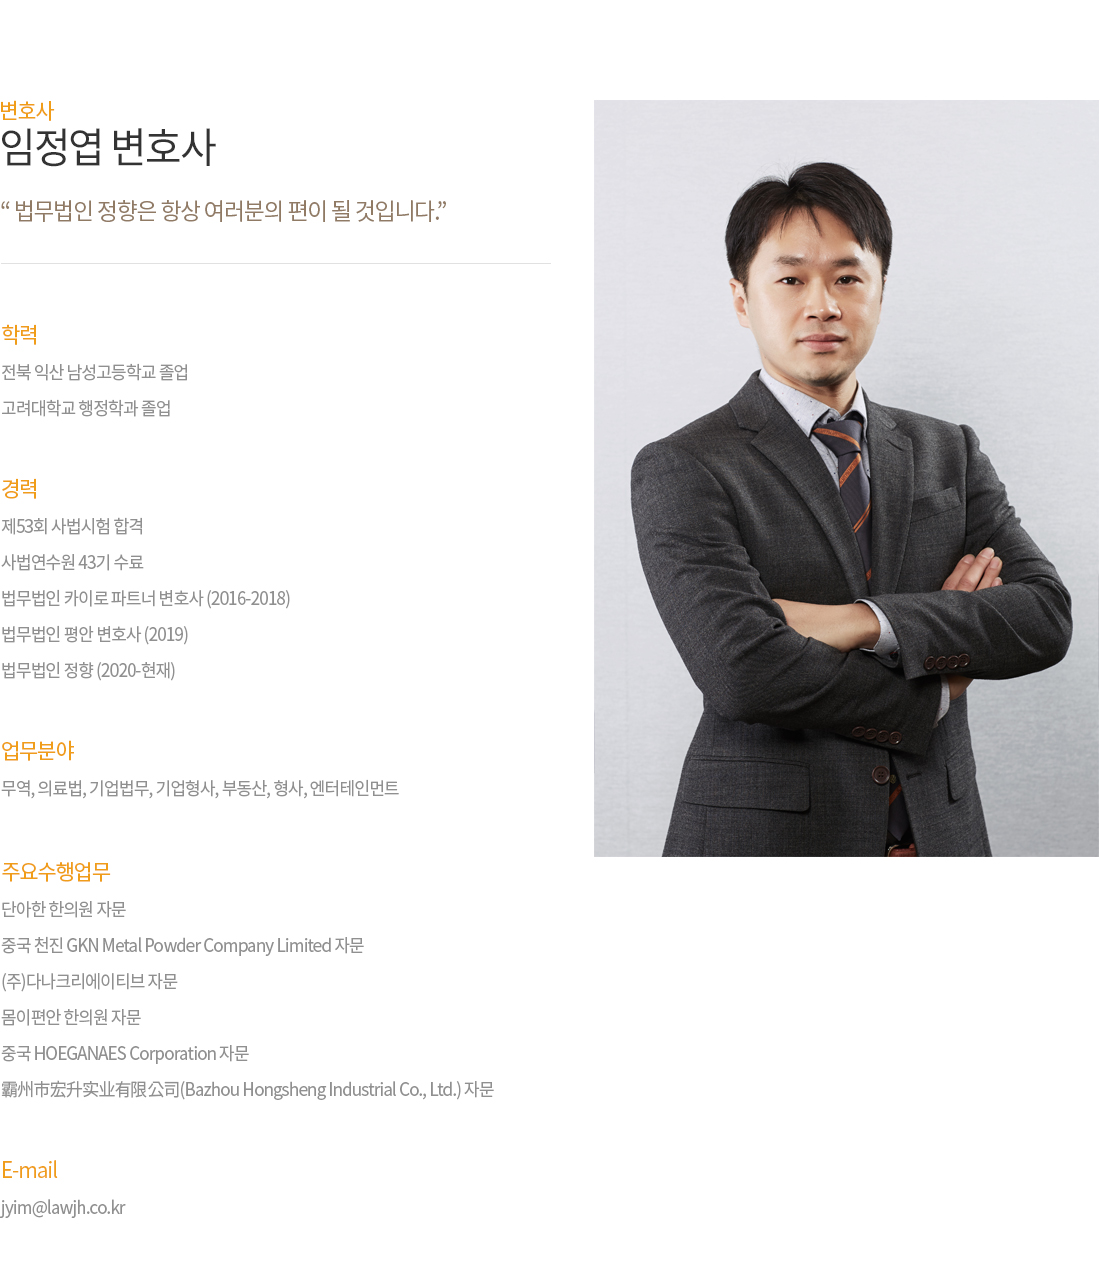 변호사
임정엽 변호사
“ 법무법인 정향은 항상 여러분의 편이 될 것입니다.”
학력
전북 익산 남성고등학교 졸업
고려대학교 행정학과 졸업
경력
제53회 사법시험 합격
사법연수원 43기 수료
법무법인 카이로 파트너 변호사 (2016-2018)
법무법인 평안 변호사 (2019)
법무법인 정향 (2020-현재)
업무분야
무역, 의료법, 기업법무, 기업형사, 부동산, 형사, 엔터테인먼트
주요수행업무
단아한 한의원 자문
중국 천진 GKN Metal Powder Company Limited 자문
(주)다나크리에이티브 자문
몸이편안 한의원 자문
중국 HOEGANAES Corporation 자문
霸州市宏升实业有限公司(Bazhou Hongsheng Industrial Co., Ltd.) 자문
E-mail
jyim@lawjh.co.kr